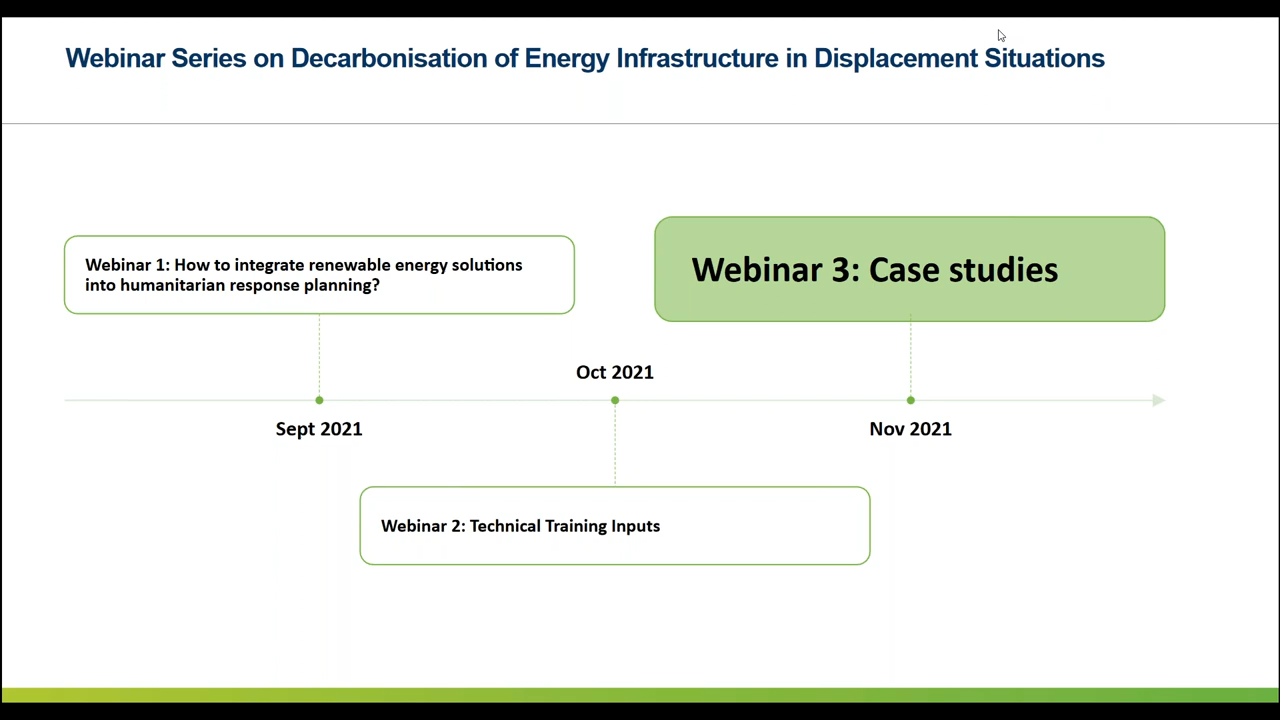 Webinar Series on Decarbonisation of Energy Infrastructure in Displacement Situations
Webinar 1: How to integrate renewable energy solutions
into humanitarian response planning?
Webinar 3: Case studies
Oct 2021
Sept 2021
Nov 2021
Webinar 2: Technical Training Inputs